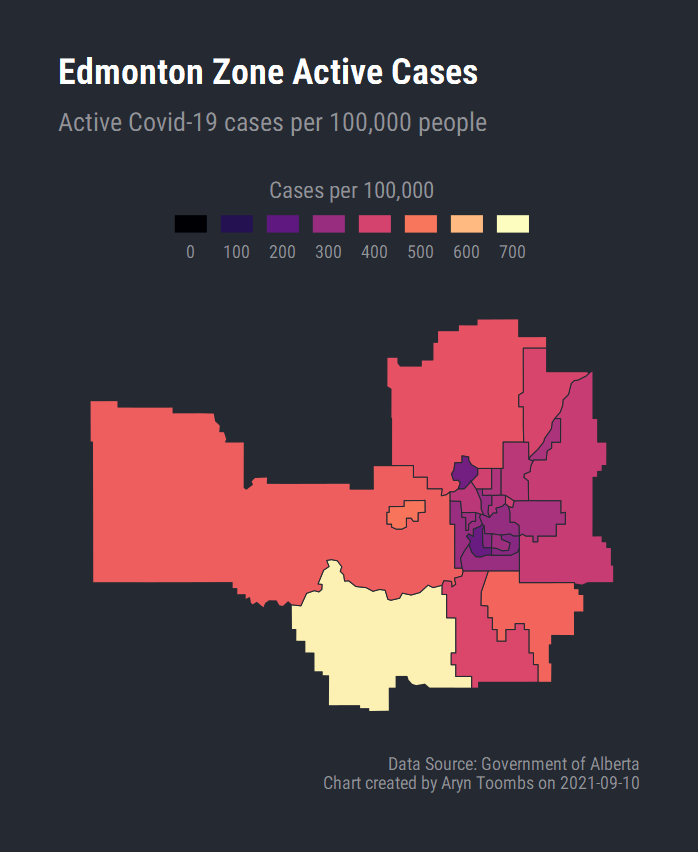 Edmonton Zone Active Cases
Active Covid-19 cases per 100,000 people
Cases per 100,000
0 100 200 300 400 500 600 700
Data Source: Government of Alberta
Chart created by Aryn Toombs on 2021-09-10